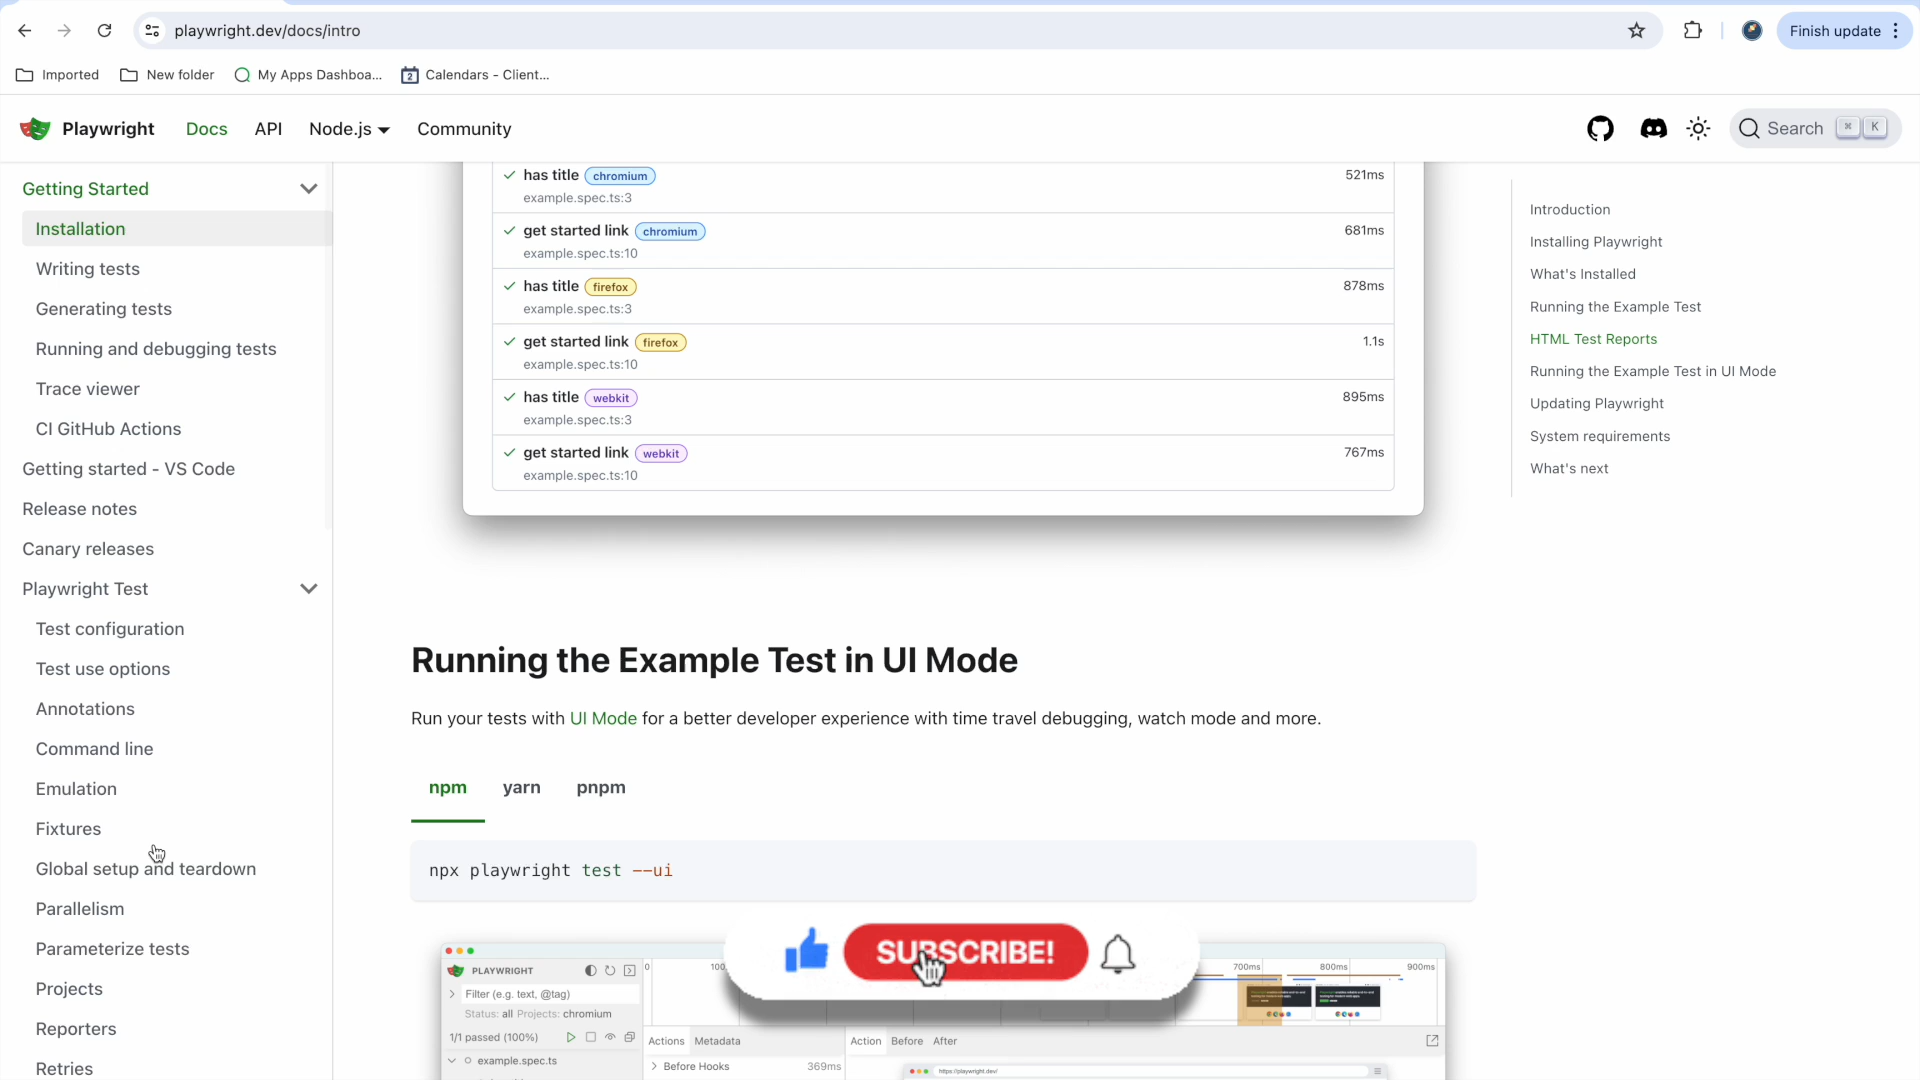 playwright.dev/docs/intro
Finish update
Imported
New folder
My Apps Dashboa...
2
Calendars - Client...
Playwright
Docs
API
Node.js
Community
Search
⌘ K
Getting Started
Installation
Writing tests
Generating tests
Running and debugging tests
Trace viewer
CI GitHub Actions
Getting started - VS Code
Release notes
Canary releases
Playwright Test
Test configuration
Test use options
Annotations
Command line
Emulation
Fixtures
Global setup and teardown
Parallelism
Parameterize tests
Projects
Reporters
Retries
has title chromium 521ms
example.spec.ts:3
get started link chromium 681ms
example.spec.ts:10
has title firefox 878ms
example.spec.ts:3
get started link firefox 1.1s
example.spec.ts:10
has title webkit 895ms
example.spec.ts:3
get started link webkit 767ms
example.spec.ts:10
Running the Example Test in UI Mode
Run your tests with UI Mode for a better developer experience with time travel debugging, watch mode and more.
npm yarn pnpm
npx playwright test --ui
PLAYWRIGHT
Filter (e.g. text, @tag)
Status: all Projects: chromium
1/1 passed (100%)
example.spec.ts
0
700ms 800ms 900ms
Actions Metadata
Before Hooks 369ms
Action Before After
https://playwright.dev/
SUBSCRIBE!
Introduction
Installing Playwright
What's Installed
Running the Example Test
HTML Test Reports
Running the Example Test in UI Mode
Updating Playwright
System requirements
What's next